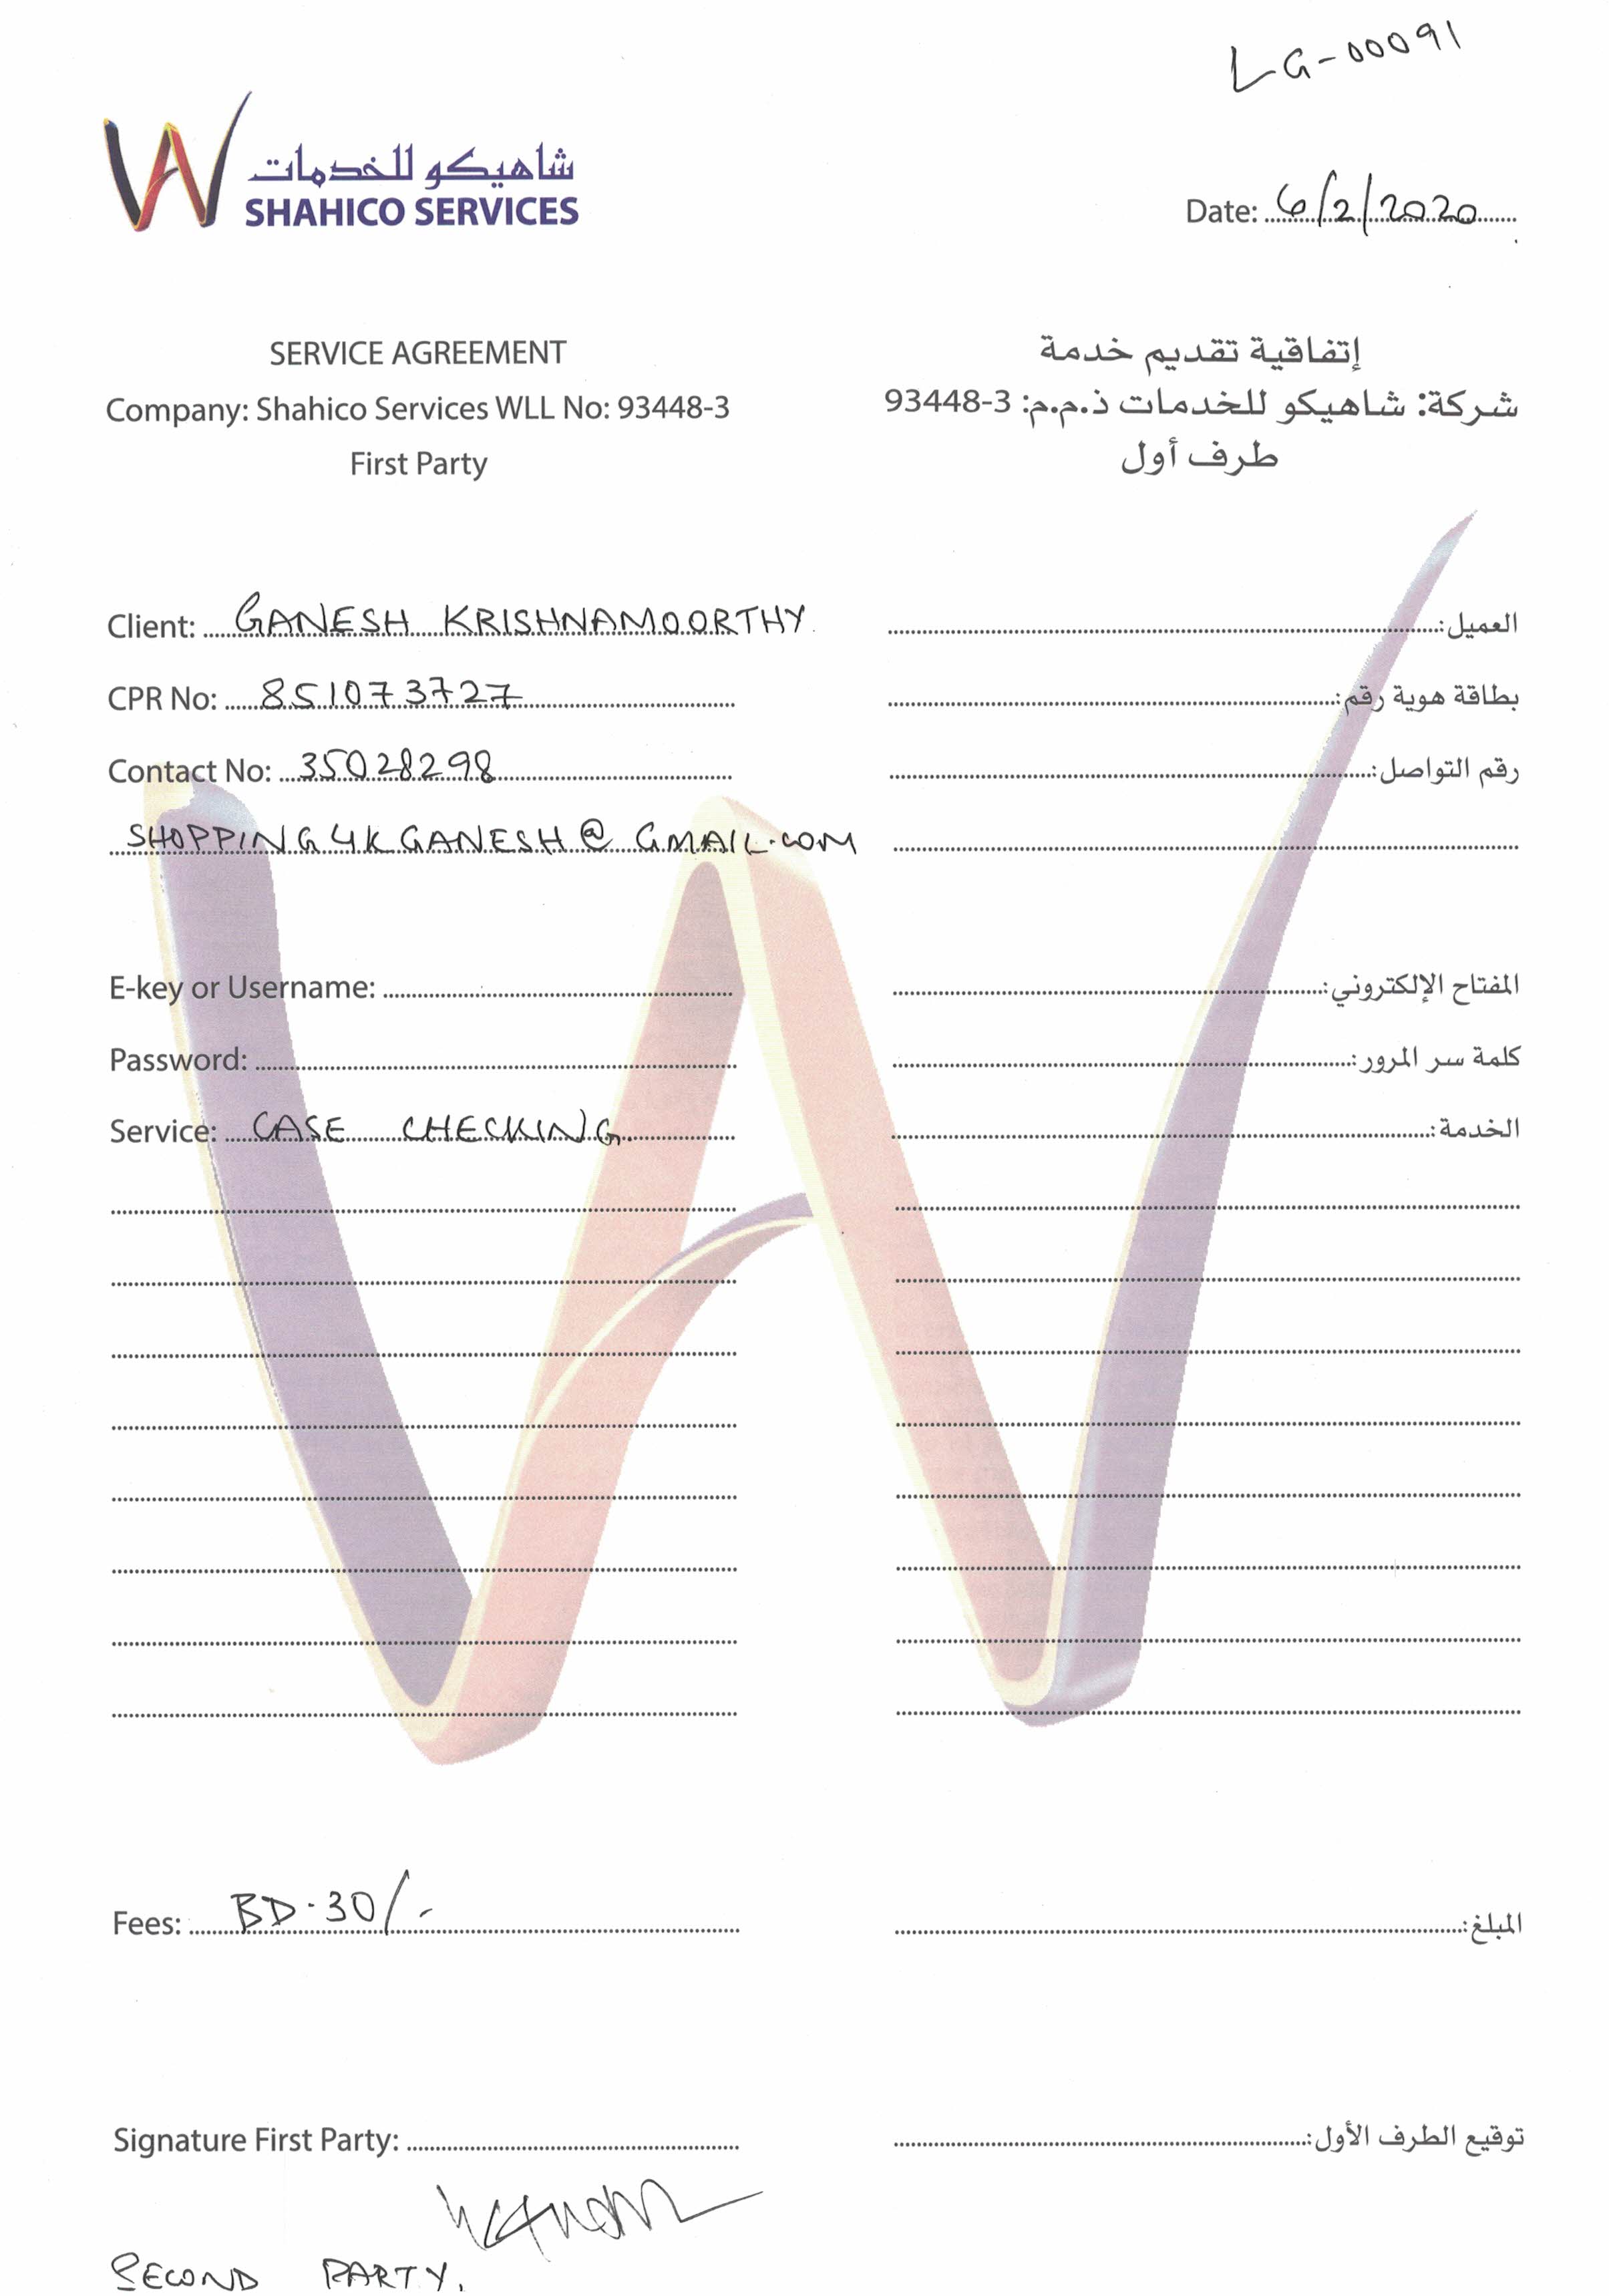 LG-00091
شاهيكو للخدمات
SHAHICO SERVICES
Date: 6/2/2020
SERVICE AGREEMENT
Company: Shahico Services WLL No: 93448-3
First Party
إتفاقية تقديم خدمة
شركة: شاهيكو للخدمات ذ.م.م: 3-93448
طرف أول
Client: GANESH KRISHNAMOORTHY
العميل:
CPR No: 851073727
بطاقة هوية رقم:
Contact No: 35028298
رقم التواصل:
SHOPPING4KGANESH@GMAIL.COM
E-key or Username:
المفتاح الإلكتروني:
Password:
كلمة سر المرور:
Service: CASE CHECKING
الخدمة:
Fees: BD.30/-
المبلغ:
Signature First Party:
توقيع الطرف الأول:
SECOND PARTY.